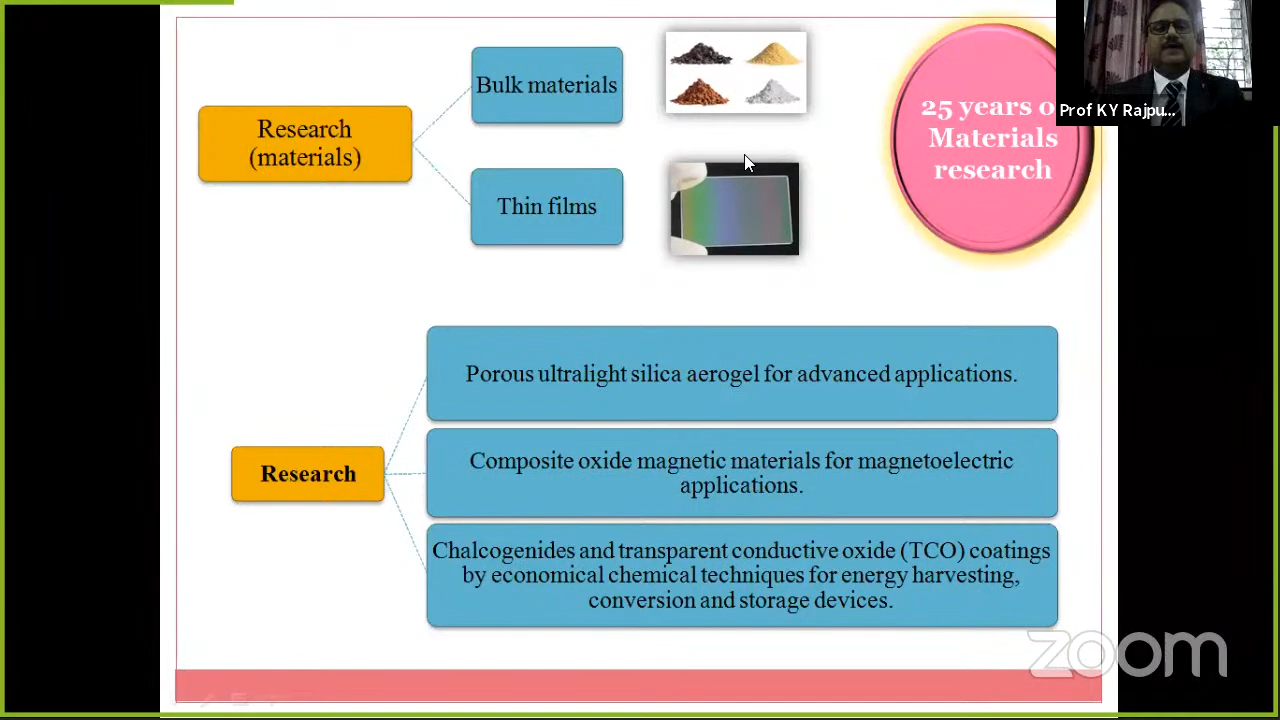 Research
(materials)
Bulk materials
Thin films
25 years o
Materials
research
Prof KY Rajpu...
Research
Porous ultralight silica aerogel for advanced applications.
Composite oxide magnetic materials for magnetoelectric
applications.
Chalcogenides and transparent conductive oxide (TCO) coatings
by economical chemical techniques for energy harvesting,
conversion and storage devices.
zoom